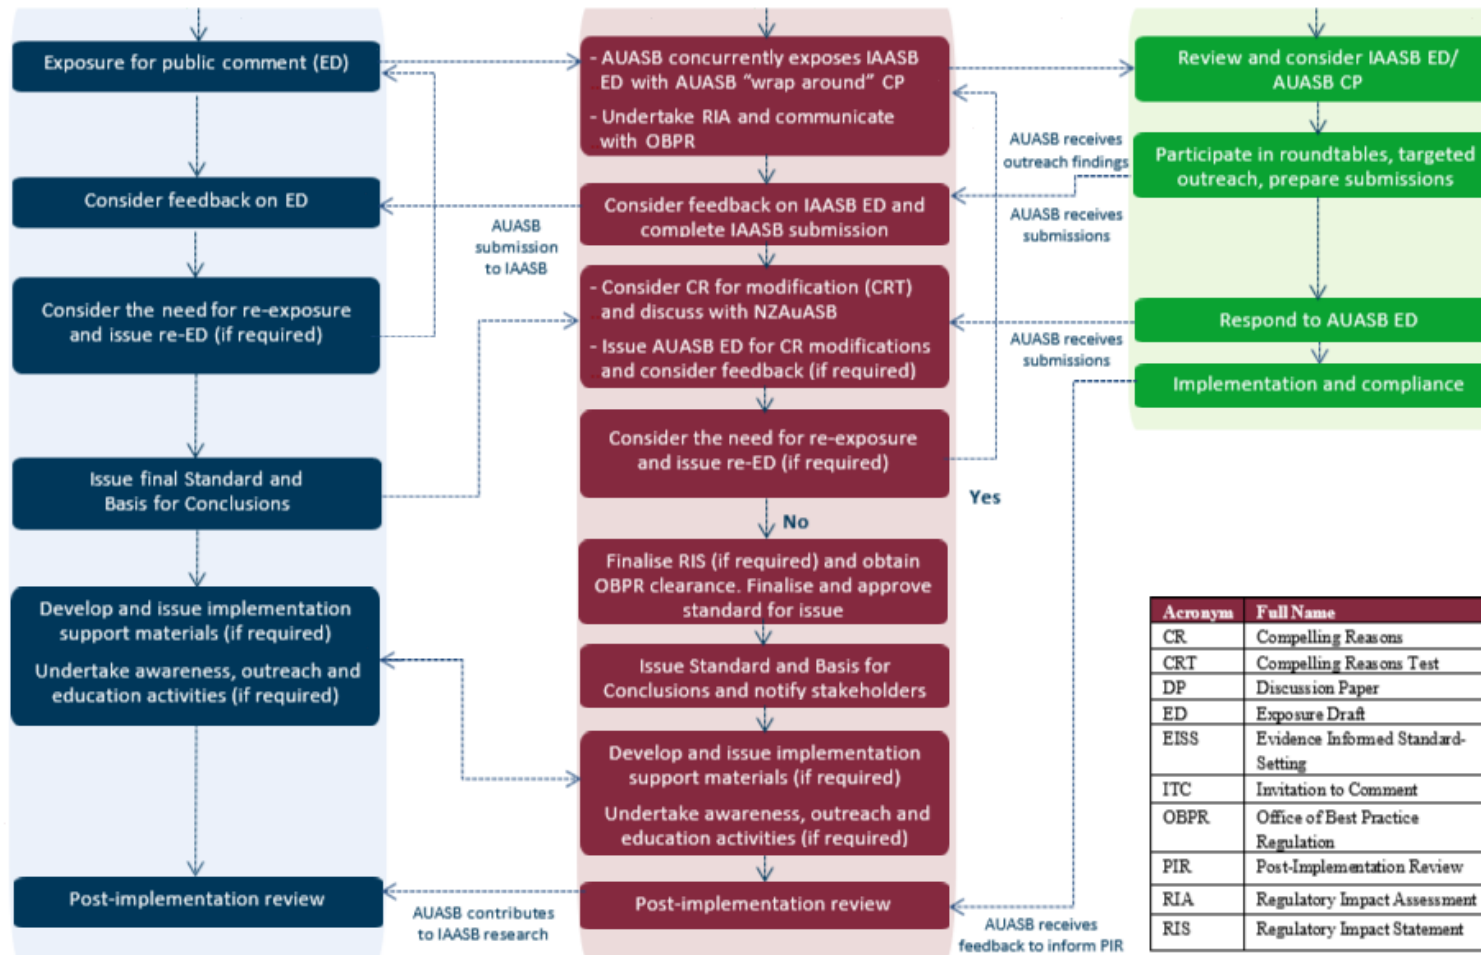 Exposure for public comment (ED)
Consider feedback on ED
Consider the need for re-exposure
and issue re-ED (if required)
Issue final Standard and
Basis for Conclusions
Develop and issue implementation
support materials (if required)
Undertake awareness, outreach and
education activities (if required)
Post-implementation review
AUASB
submission
to IAASB
AUASB contributes
to IAASB research
- AUASB concurrently exposes IAASB
ED with AUASB “wrap around” CP
- Undertake RIA and communicate
with OBPR
Consider feedback on IAASB ED and
complete IAASB submission
- Consider CR for modification (CRT)
and discuss with NZAuASB
- Issue AUASB ED for CR modifications
and consider feedback (if required)
Consider the need for re-exposure
and issue re-ED (if required)
Yes
No
Finalise RIS (if required) and obtain
OBPR clearance. Finalise and approve
standard for issue
Issue Standard and Basis for
Conclusions and notify stakeholders
Develop and issue implementation
support materials (if required)
Undertake awareness, outreach and
education activities (if required)
Post-implementation review
AUASB receives
outreach findings
AUASB receives
submissions
AUASB receives
submissions
AUASB receives
feedback to inform PIR
Review and consider IAASB ED/
AUASB CP
Participate in roundtables, targeted
outreach, prepare submissions
Respond to AUASB ED
Implementation and compliance
Acronym Full Name
CR Compelling Reasons
CRT Compelling Reasons Test
DP Discussion Paper
ED Exposure Draft
EISS Evidence Informed Standard-
Setting
ITC Invitation to Comment
OBPR Office of Best Practice
Regulation
PIR Post-Implementation Review
RIA Regulatory Impact Assessment
RIS Regulatory Impact Statement